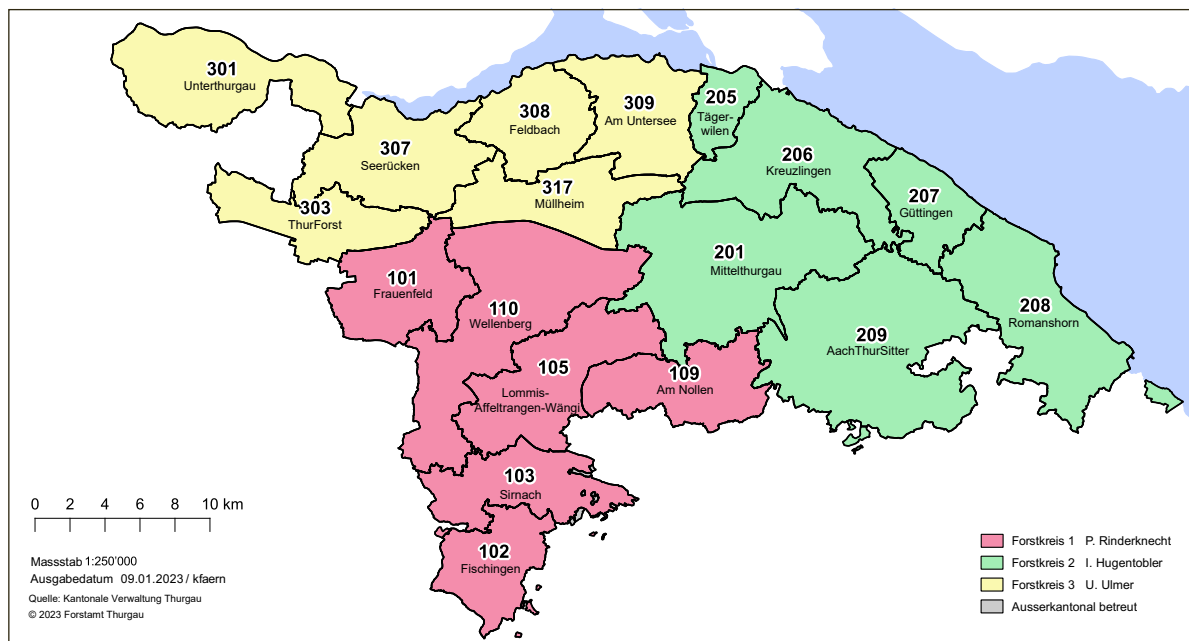 301
Unterthurgau
308
Feldbach
309
Am Untersee
205
Täger-
wilen
307
Seerücken
206
Kreuzlingen
317
Müllheim
207
Güttingen
303
ThurForst
201
Mittelthurgau
101
Frauenfeld
110
Wellenberg
208
Romanshorn
209
AachThurSitter
105
Lommis-
Affeltrangen-Wängi
109
Am Nollen
103
Sirnach
102
Fischingen
0 2 4 6 8 10 km
Massstab 1:250'000
Ausgabedatum 09.01.2023 / kfaern
Quelle: Kantonale Verwaltung Thurgau
© 2023 Forstamt Thurgau
Forstkreis 1 P. Rinderknecht
Forstkreis 2 I. Hugentobler
Forstkreis 3 U. Ulmer
Ausserkantonal betreut